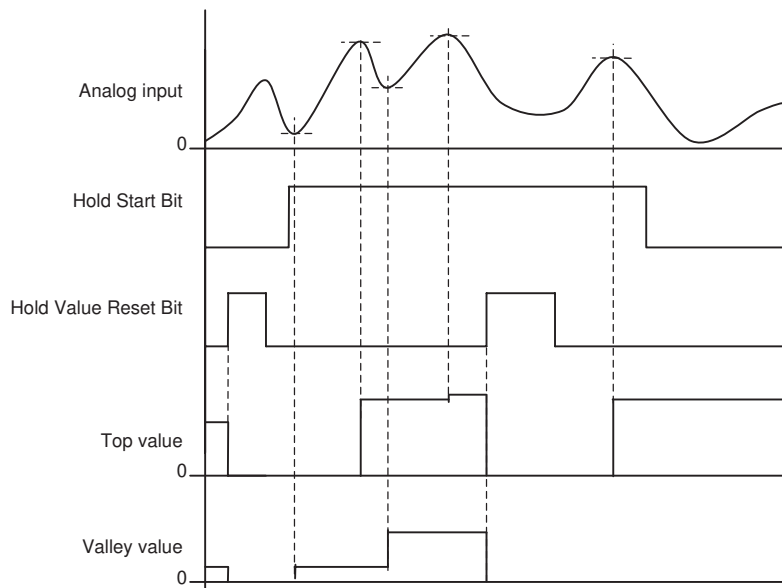 Analog input
0
Hold Start Bit
Hold Value Reset Bit
Top value
0
Valley value
0